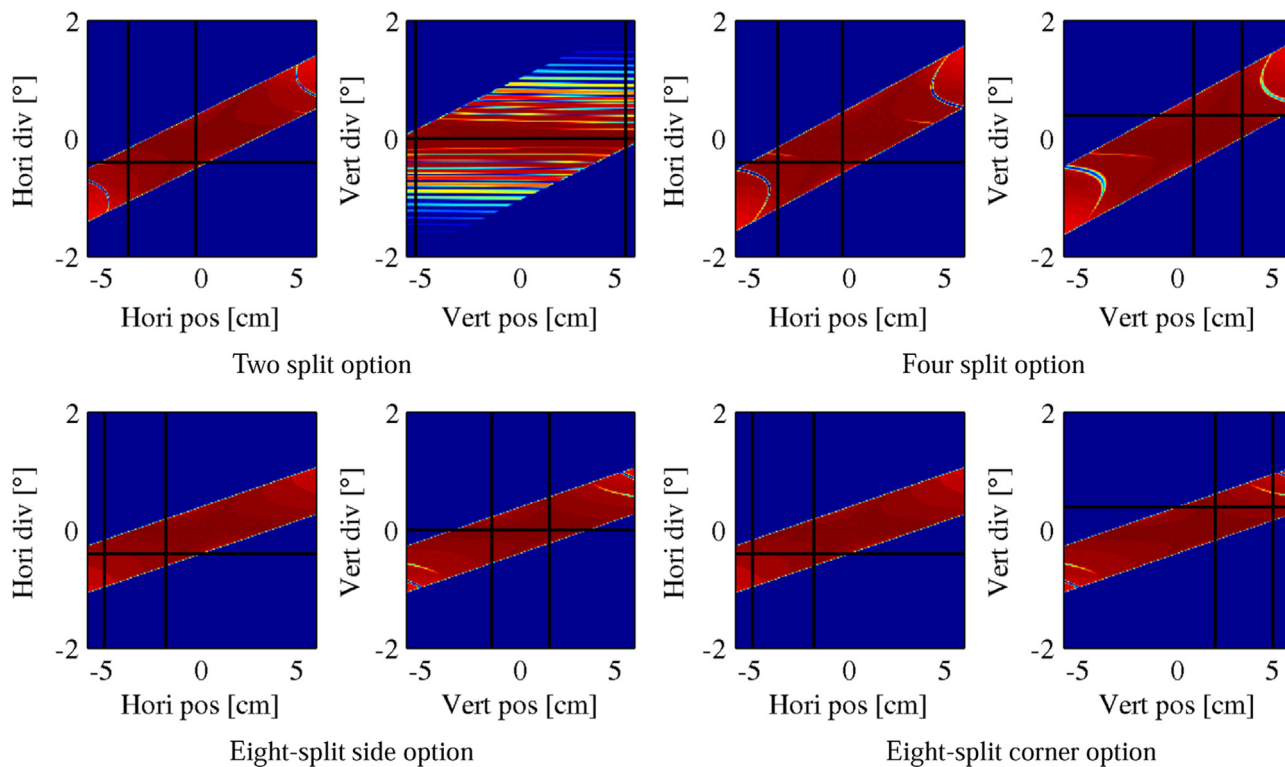 2
0
-2
Hori div [°]
-5 0 5
Hori pos [cm]
2
0
-2
Vert div [°]
-5 0 5
Vert pos [cm]
Two split option
2
0
-2
Hori div [°]
-5 0 5
Hori pos [cm]
2
0
-2
Vert div [°]
-5 0 5
Vert pos [cm]
Four split option
2
0
-2
Hori div [°]
-5 0 5
Hori pos [cm]
2
0
-2
Vert div [°]
-5 0 5
Vert pos [cm]
Eight-split side option
2
0
-2
Hori div [°]
-5 0 5
Hori pos [cm]
2
0
-2
Vert div [°]
-5 0 5
Vert pos [cm]
Eight-split corner option